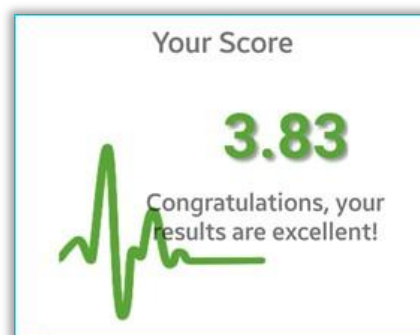 Your Score
3.83
Congratulations, your
results are excellent!